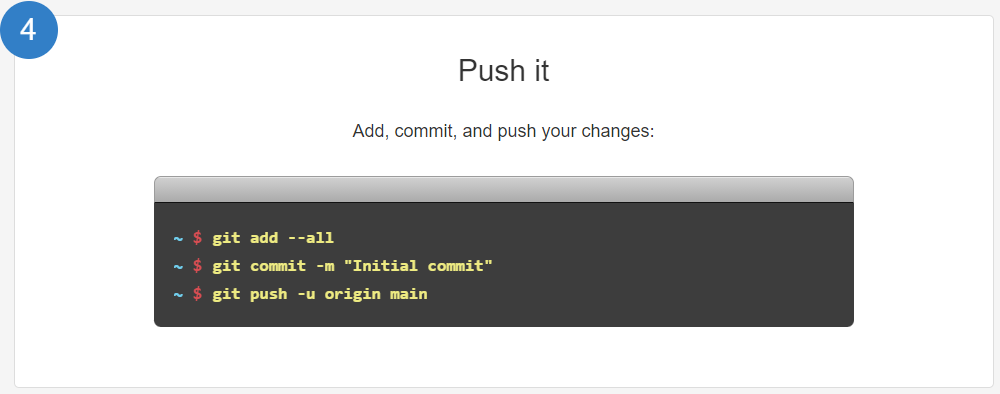 4
Push it
Add, commit, and push your changes:
~ $ git add --all
~ $ git commit -m "Initial commit"
~ $ git push -u origin main